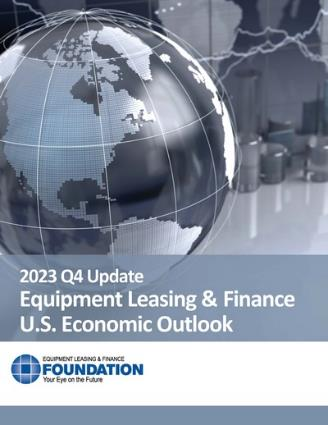 2023 Q4 Update
Equipment Leasing & Finance
U.S. Economic Outlook
EQUIPMENT LEASING & FINANCE
FOUNDATION
Your Eye on the Future